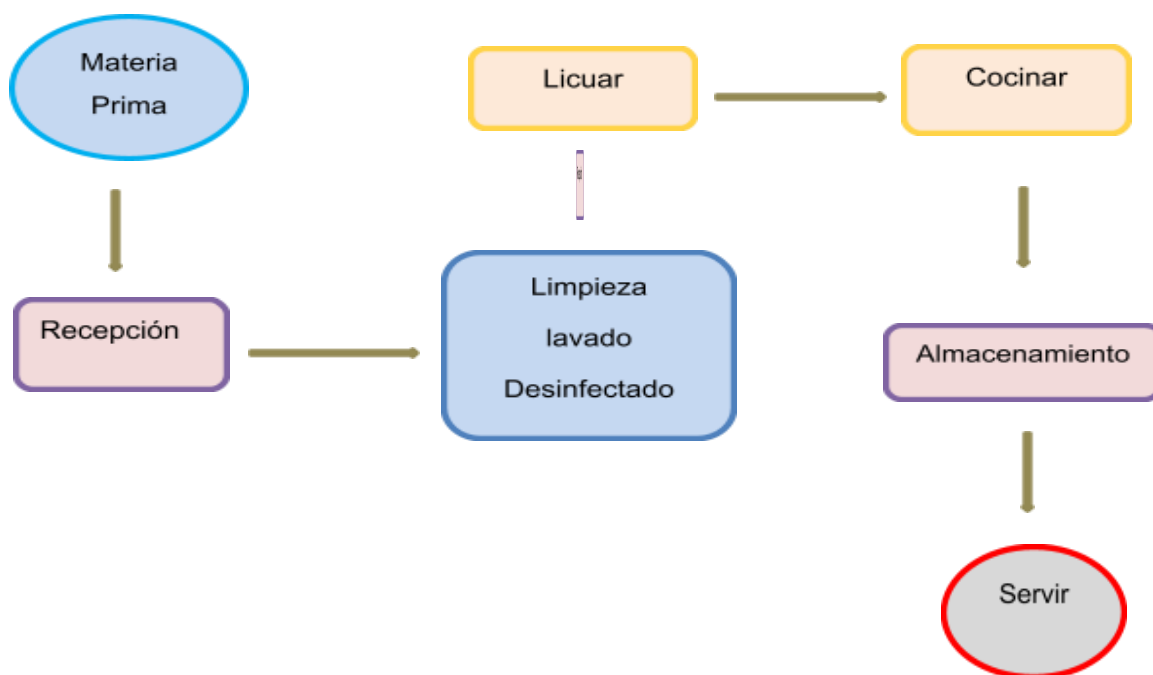 Materia
Prima
Recepción
Limpieza
lavado
Desinfectado
Licuar
Cocinar
Almacenamiento
Servir